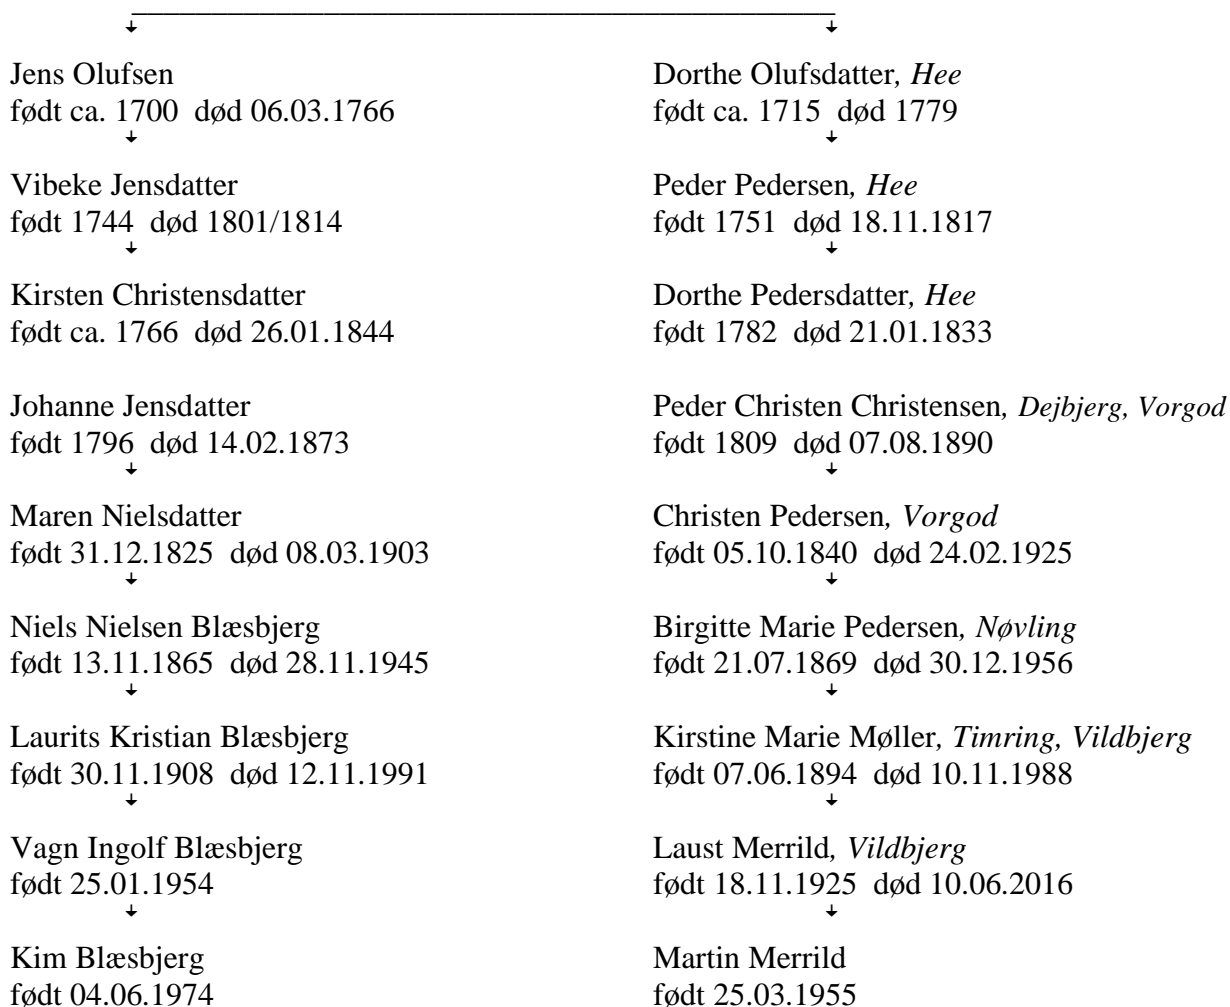 Jens Olufsen Dorthe Olufsdatter, Hee
født ca. 1700 død 06.03.1766 født ca. 1715 død 1779
Vibeke Jensdatter Peder Pedersen, Hee
født 1744 død 1801/1814 født 1751 død 18.11.1817
Kirsten Christensdatter Dorthe Pedersdatter, Hee
født ca. 1766 død 26.01.1844 født 1782 død 21.01.1833
Johanne Jensdatter Peder Christen Christensen, Dejbjerg, Vorgod
født 1796 død 14.02.1873 født 1809 død 07.08.1890
Maren Nielsdatter Christen Pedersen, Vorgod
født 31.12.1825 død 08.03.1903 født 05.10.1840 død 24.02.1925
Niels Nielsen Blæsbjerg Birgitte Marie Pedersen, Nøvling
født 13.11.1865 død 28.11.1945 født 21.07.1869 død 30.12.1956
Laurits Kristian Blæsbjerg Kirstine Marie Møller, Timring, Vildbjerg
født 30.11.1908 død 12.11.1991 født 07.06.1894 død 10.11.1988
Vagn Ingolf Blæsbjerg Laust Merrild, Vildbjerg
født 25.01.1954 født 18.11.1925 død 10.06.2016
Kim Blæsbjerg Martin Merrild
født 04.06.1974 født 25.03.1955